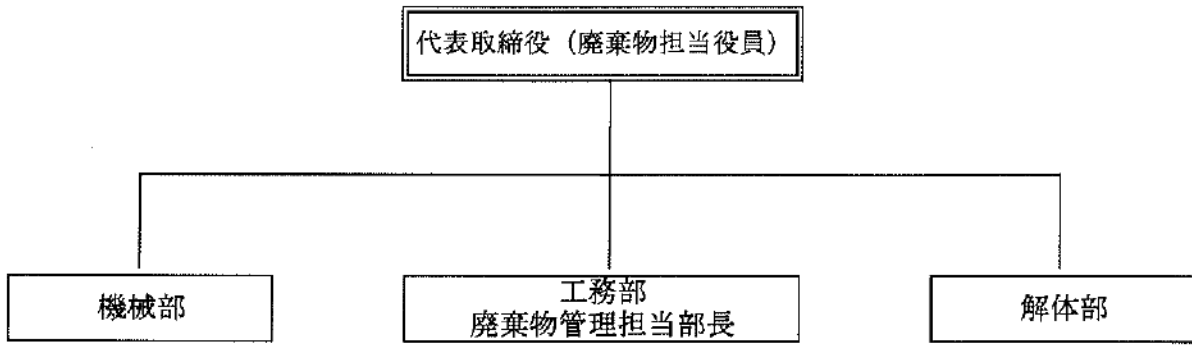 代表取締役（廃棄物担当役員）
機械部
工務部
廃棄物管理担当部長
解体部